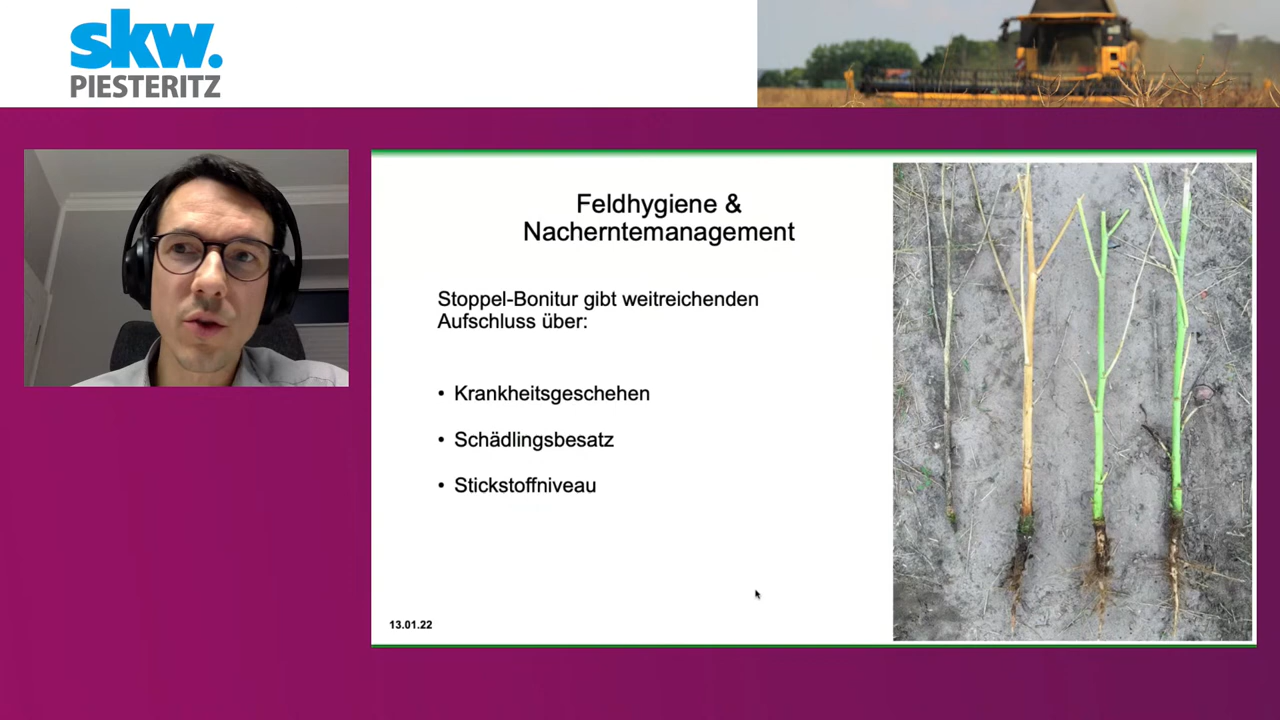 skw.
PIESTERITZ
Feldhygiene &
Nacherntemanagement
Stoppel-Bonitur gibt weitreichenden
Aufschluss über:
• Krankheitsgeschehen
• Schädlingsbesatz
• Stickstoffniveau
13.01.22